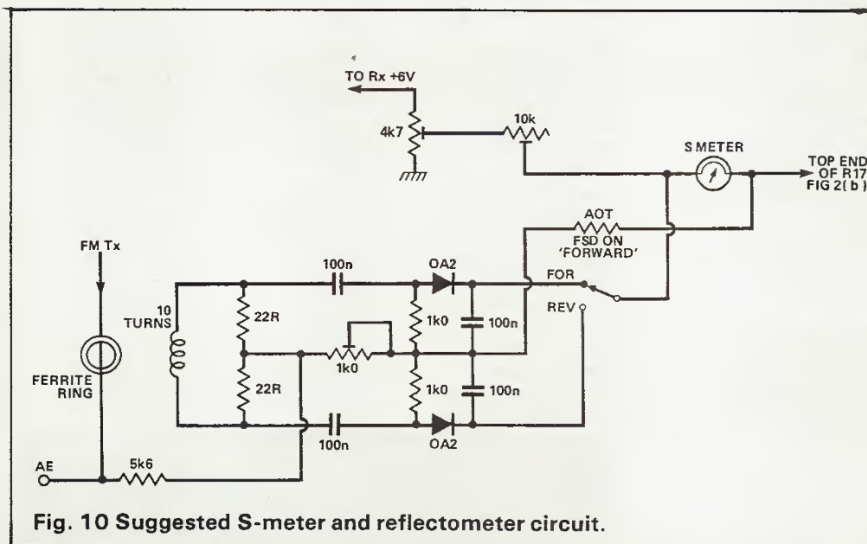 TO Rx +6V
10k
4k7
S METER
TOP END
OF R17
FIG 2(b)
AOT
FSD ON
'FORWARD'
FM Tx
100n
OA2
FOR
10
TURNS
22R
1k0
100n
REV
1k0
FERRITE
RING
22R
1k0
100n
100n
OA2
AE
5k6
Fig. 10 Suggested S-meter and reflectometer circuit.